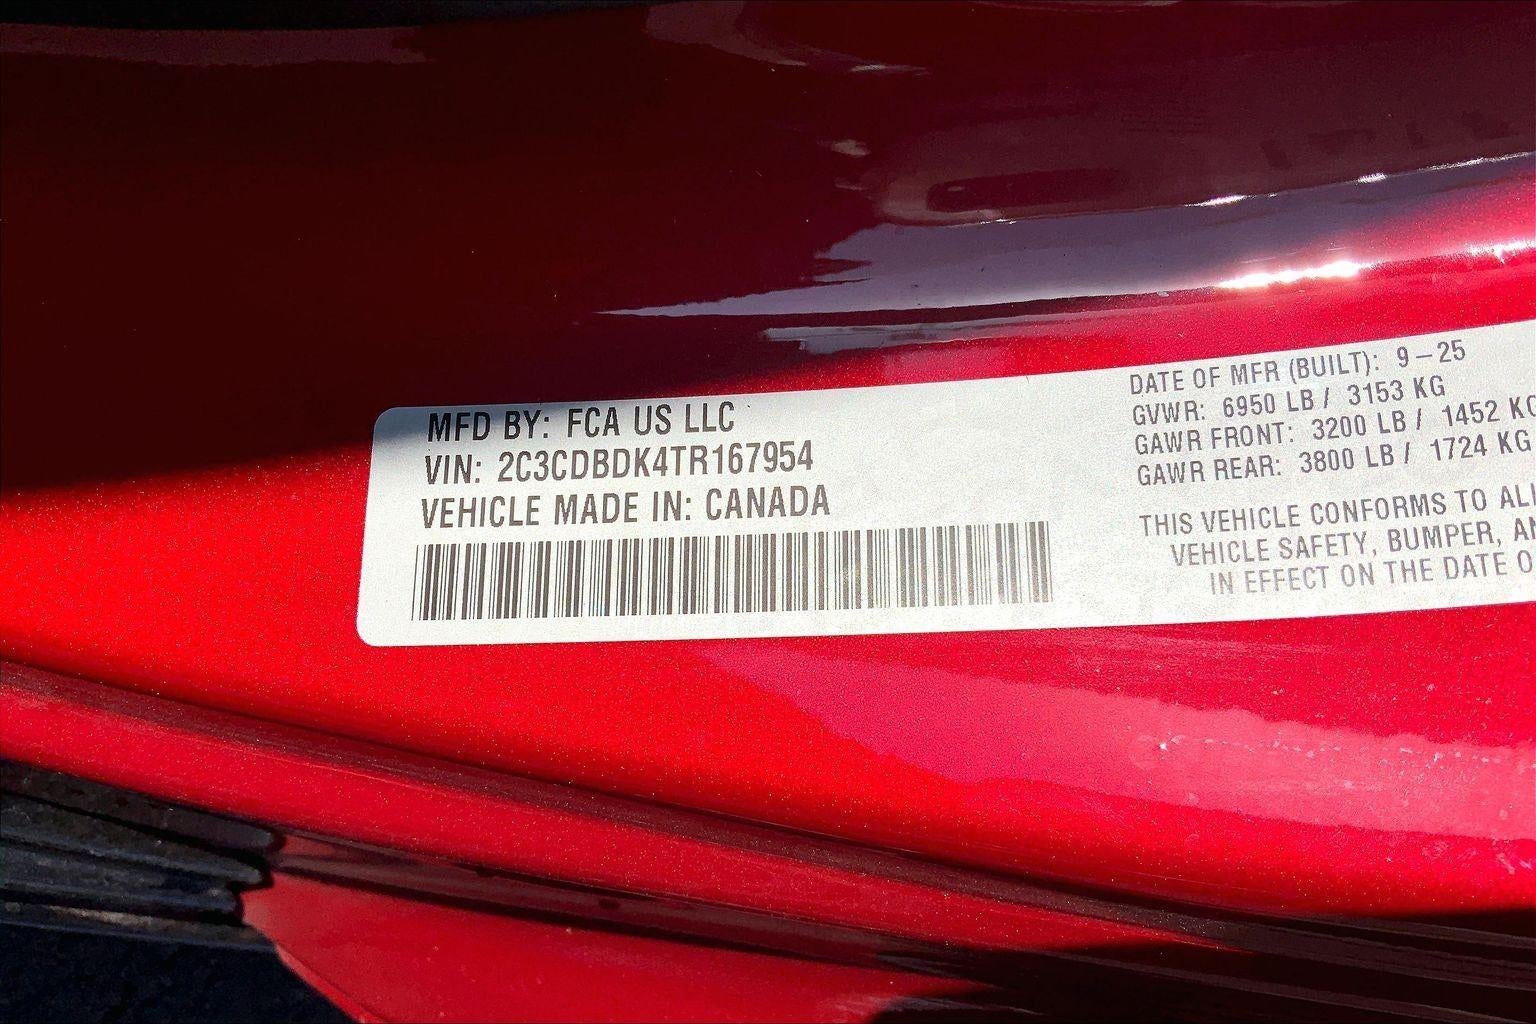 MFD BY: FCA US LLC
VIN: 2C3CDBDK4TR167954
VEHICLE MADE IN: CANADA
DATE OF MFR (BUILT): 9-25
GVWR: 6950 LB / 3153 KG
GAWR FRONT: 3200 LB / 1452 KG
GAWR REAR: 3800 LB / 1724 KG
THIS VEHICLE CONFORMS TO AL
VEHICLE SAFETY, BUMPER, A
IN EFFECT ON THE DATE O